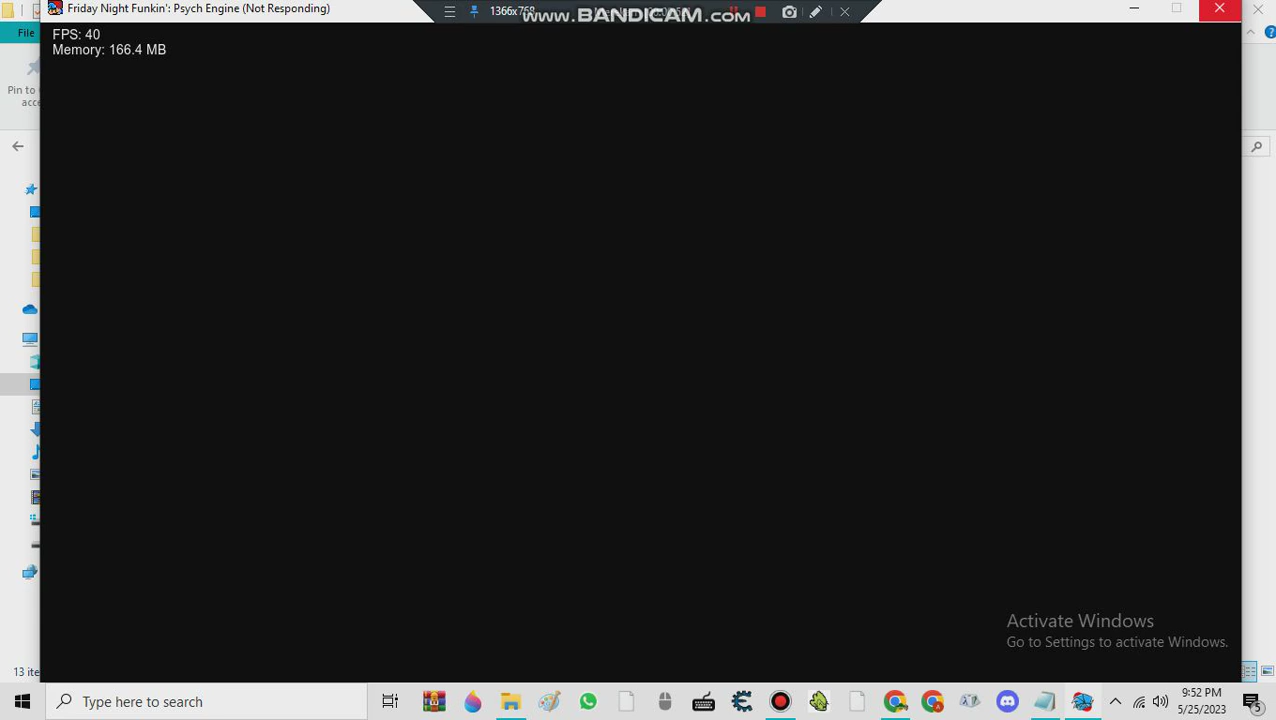 Friday Night Funkin': Psych Engine (Not Responding)
1366x768
www.BANDICAM.com
File
FPS: 40
Memory: 166.4 MB
Pin to
acce
Activate Windows
Go to Settings to activate Windows.
13 ite
Type here to search
9:52 PM
5/25/2023
5